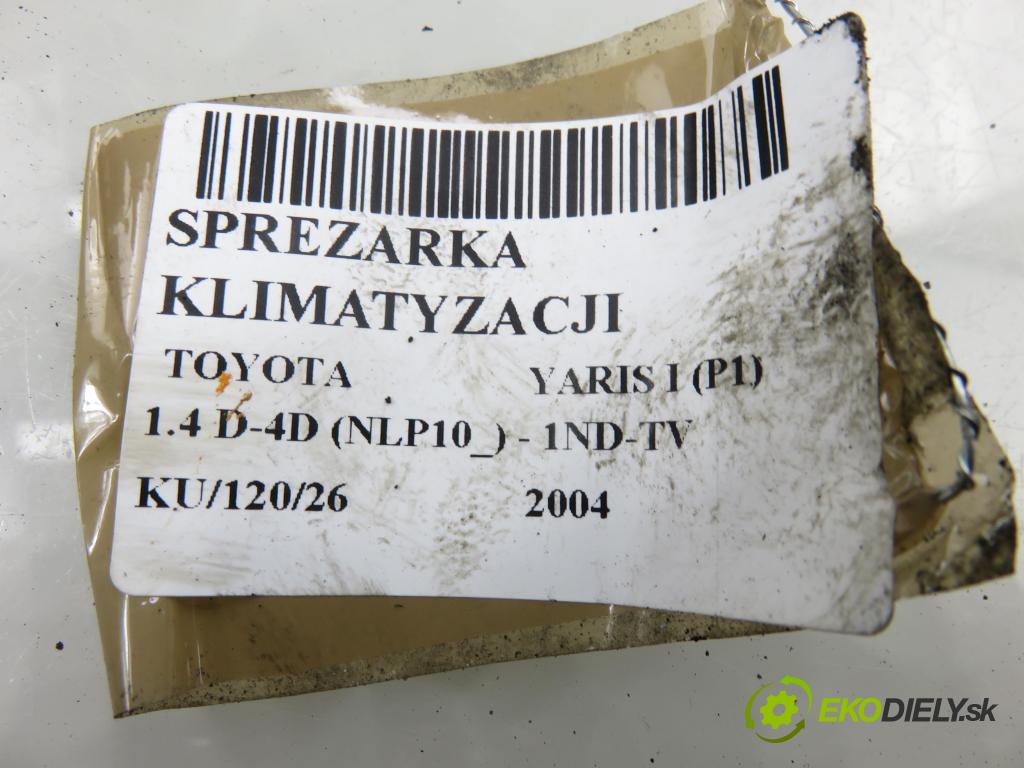 SPREZARKA
KLIMATYZACJI
TOYOTA YARIS I (P1)
1.4 D-4D (NLP10_) - 1ND-TV
KU/120/26 2004
EKODIELY.sk